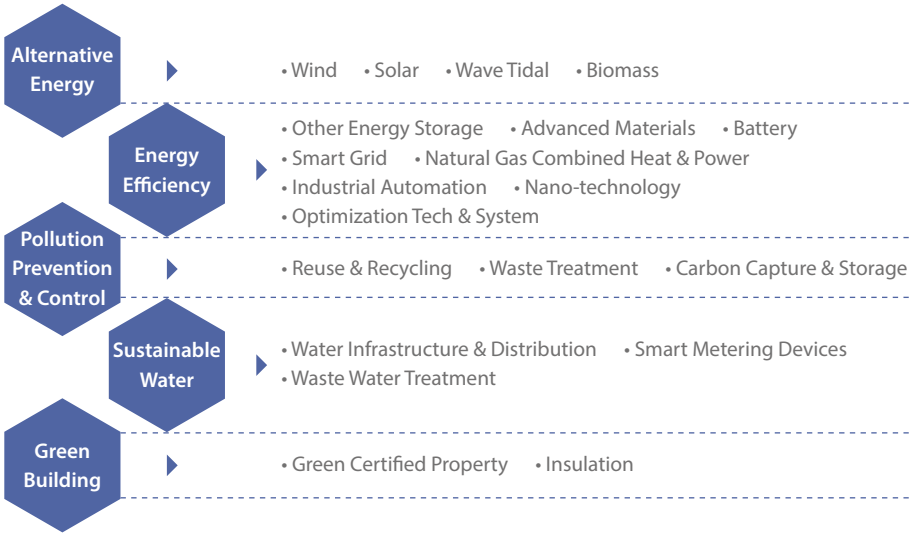 Alternative
Energy
• Wind • Solar • Wave Tidal • Biomass
Energy
Efficiency
• Other Energy Storage • Advanced Materials • Battery
• Smart Grid • Natural Gas Combined Heat & Power
• Industrial Automation • Nano-technology
• Optimization Tech & System
Pollution
Prevention
& Control
• Reuse & Recycling • Waste Treatment • Carbon Capture & Storage
Sustainable
Water
• Water Infrastructure & Distribution • Smart Metering Devices
• Waste Water Treatment
Green
Building
• Green Certified Property • Insulation